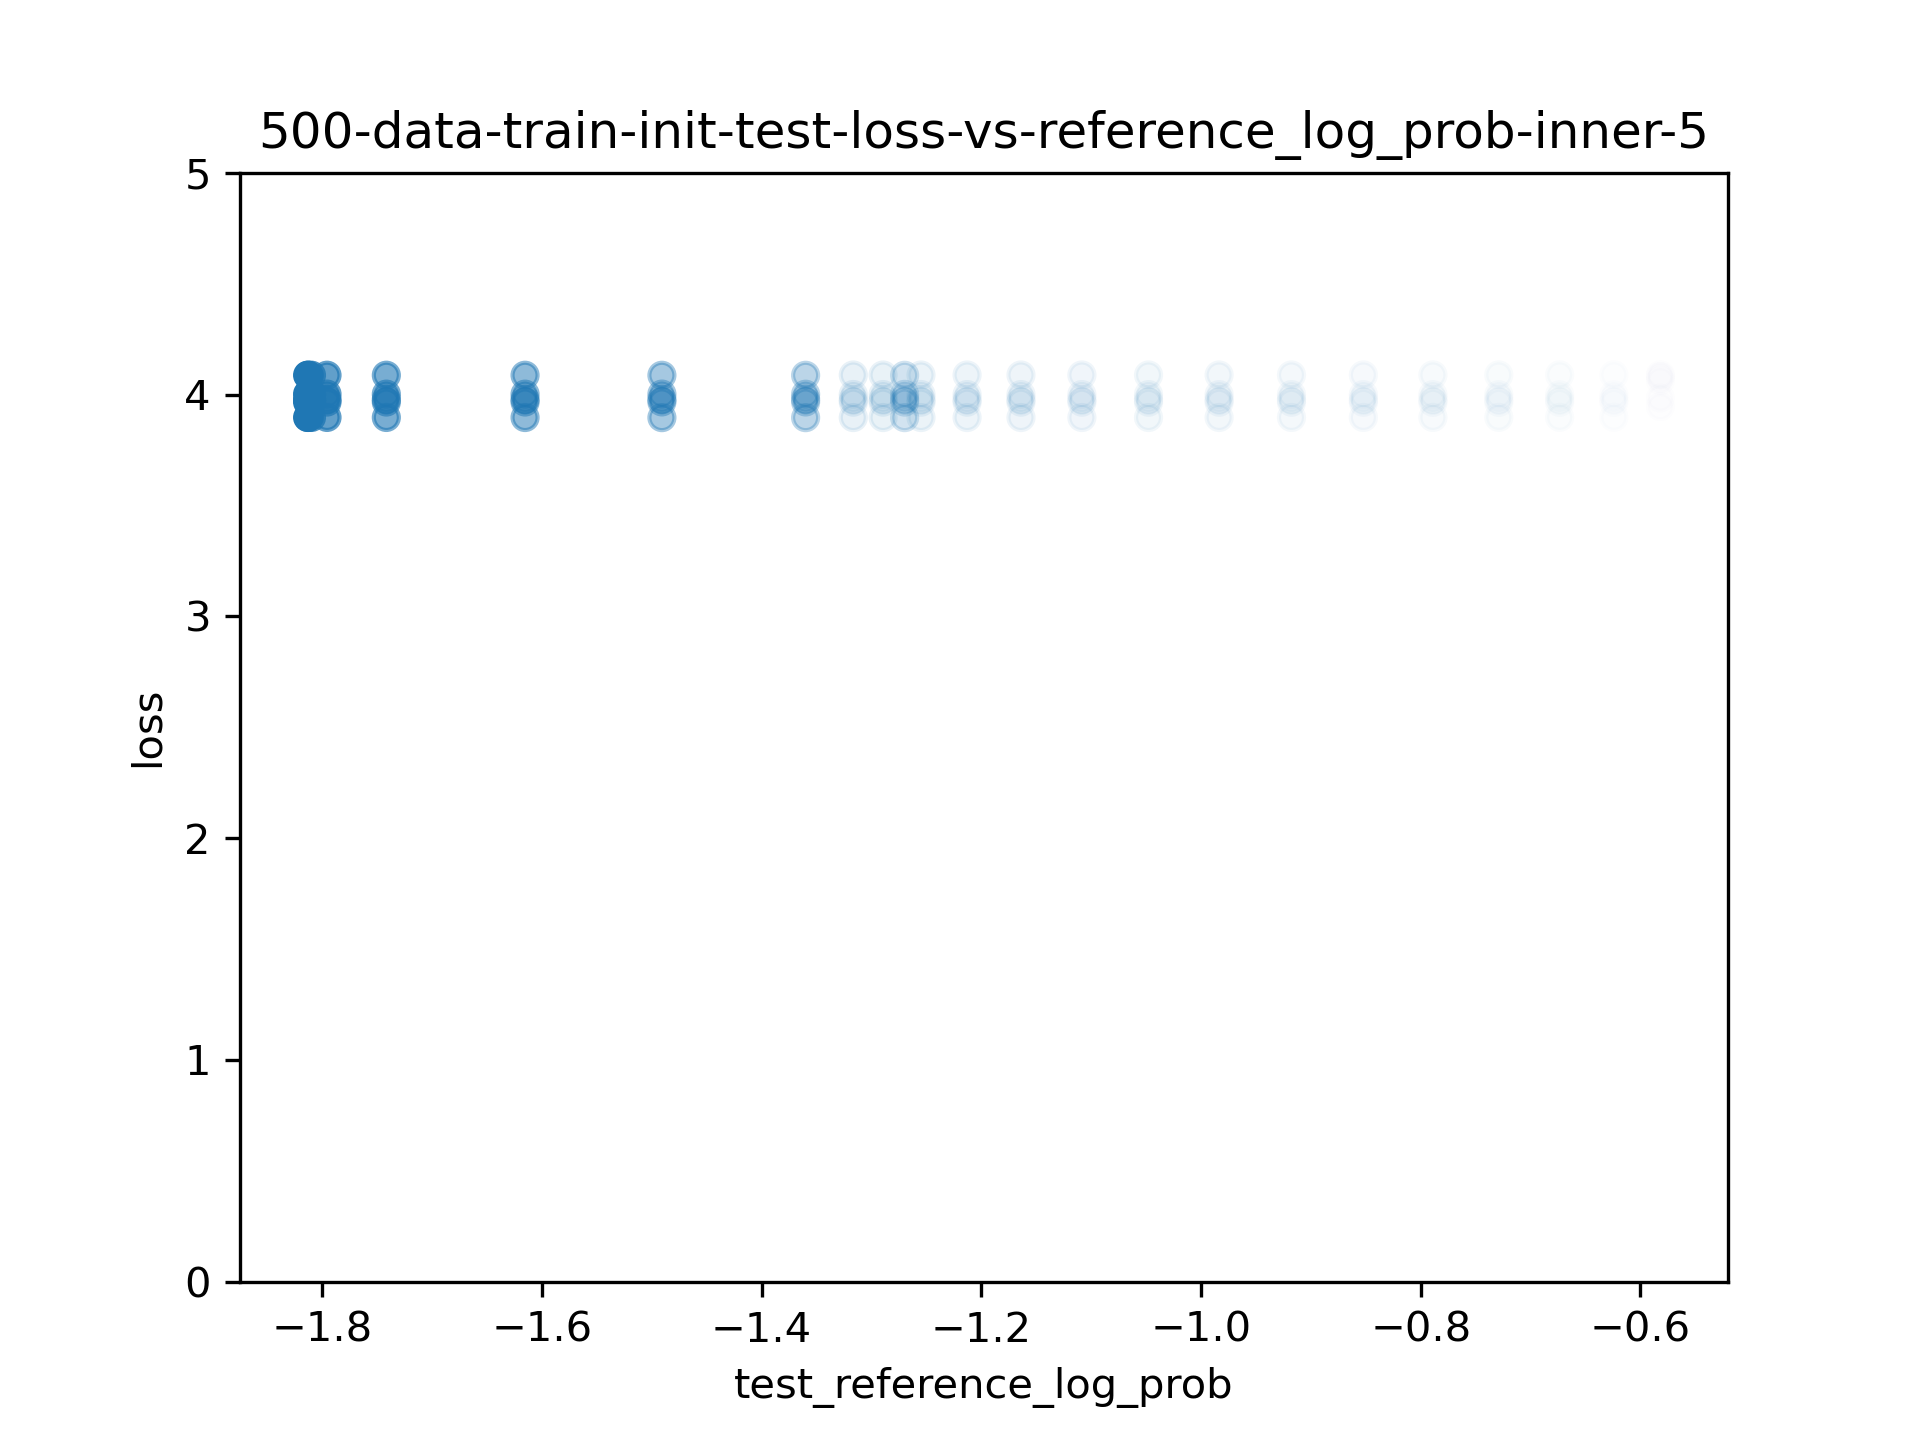 500-data-train-init-test-loss-vs-reference_log_prob-inner-5
5
4
3
2
1
0
loss
−1.8 −1.6 −1.4 −1.2 −1.0 −0.8 −0.6
test_reference_log_prob